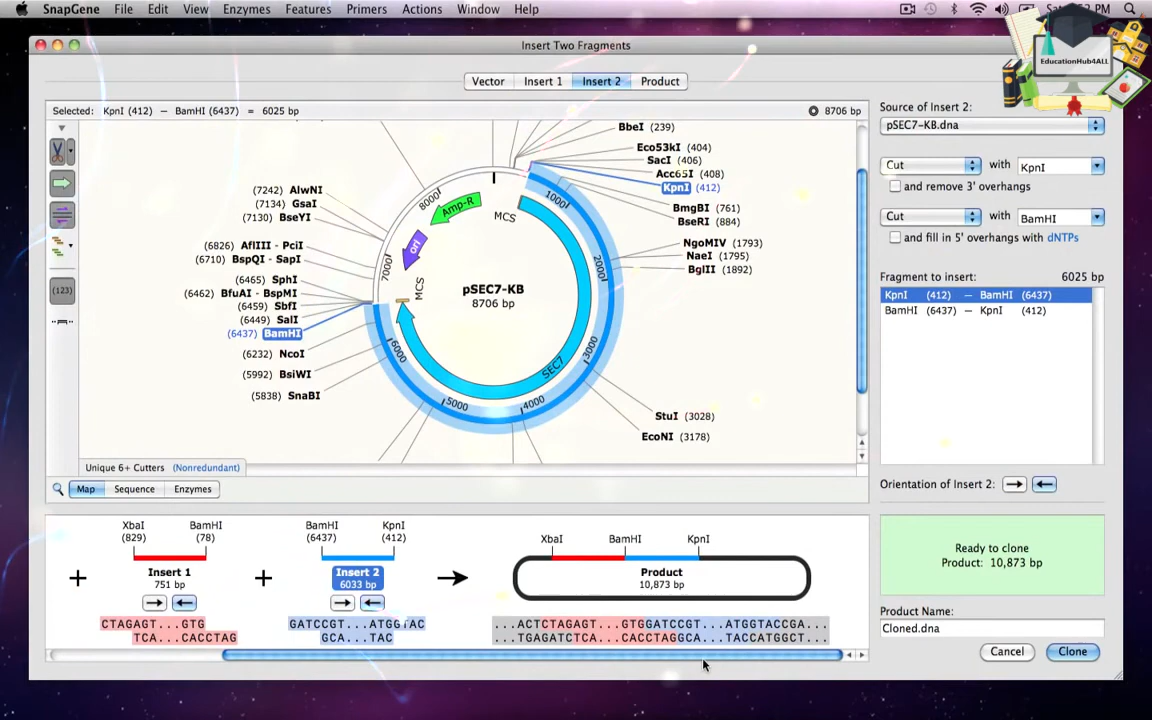 SnapGene File Edit View Enzymes Features Primers Actions Window Help
EducationHub4ALL
Insert Two Fragments
Vector Insert 1 Insert 2 Product
Selected: KpnI (412) — BamHI (6437) = 6025 bp
8706 bp
BbeI (239)
Eco53kI (404)
SacI (406)
Acc65I (408)
KpnI (412)
BmgBI (761)
BseRI (884)
NgoMIV (1793)
NaeI (1795)
BglII (1892)
StuI (3028)
EcoNI (3178)
(7242) AlwNI
(7134) GsaI
(7130) BseYI
(6826) AflIII - PciI
(6710) BspQI - SapI
(6465) SphI
(6462) BfuAI - BspMI
(6459) SbfI
(6449) SalI
(6437) BamHI
(6232) NcoI
(5992) BsiWI
(5838) SnaBI
1000
2000
3000
4000
5000
6000
7000
8000
Amp-R
ori
MCS
MCS
SEC7
pSEC7-KB
8706 bp
(123)
Unique 6+ Cutters (Nonredundant)
Map Sequence Enzymes
Source of Insert 2:
pSEC7-KB.dna
Cut with KpnI
and remove 3' overhangs
Cut with BamHI
and fill in 5' overhangs with dNTPs
Fragment to insert: 6025 bp
KpnI (412) — BamHI (6437)
BamHI (6437) — KpnI (412)
Orientation of Insert 2:
Ready to clone
Product: 10,873 bp
Product Name:
Cloned.dna
Cancel Clone
XbaI BamHI
(829) (78)
+
Insert 1
751 bp
CTAGAGT...GTG
TCA...CACCTAG
+
BamHI KpnI
(6437) (412)
Insert 2
6033 bp
GATCCGT...ATGGTAC
GCA...TAC
XbaI BamHI KpnI
Product
10,873 bp
...ACTCTAGAGT...GTGGATCCGT...ATGGTACCGA...
...TGAGATCTCA...CACCTAGGCA...TACCATGGCT...